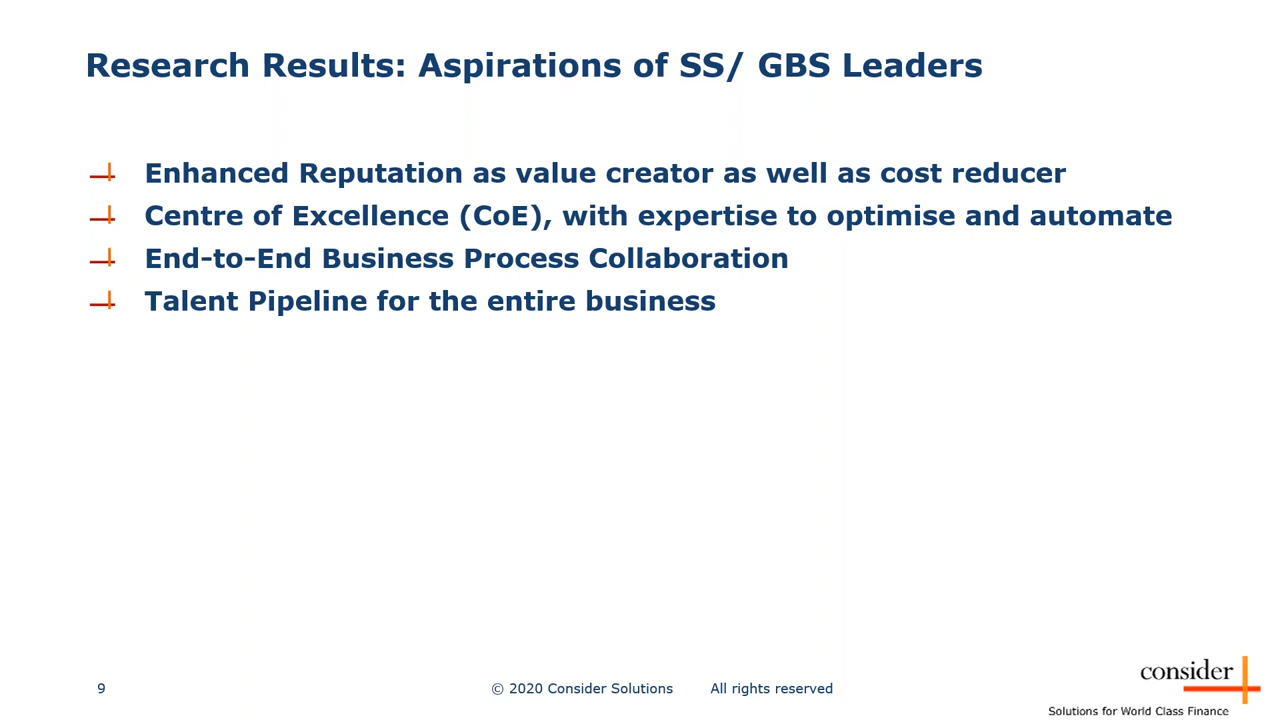 Research Results: Aspirations of SS/ GBS Leaders
Enhanced Reputation as value creator as well as cost reducer
Centre of Excellence (CoE), with expertise to optimise and automate
End-to-End Business Process Collaboration
Talent Pipeline for the entire business
9
© 2020 Consider Solutions All rights reserved
consider
Solutions for World Class Finance